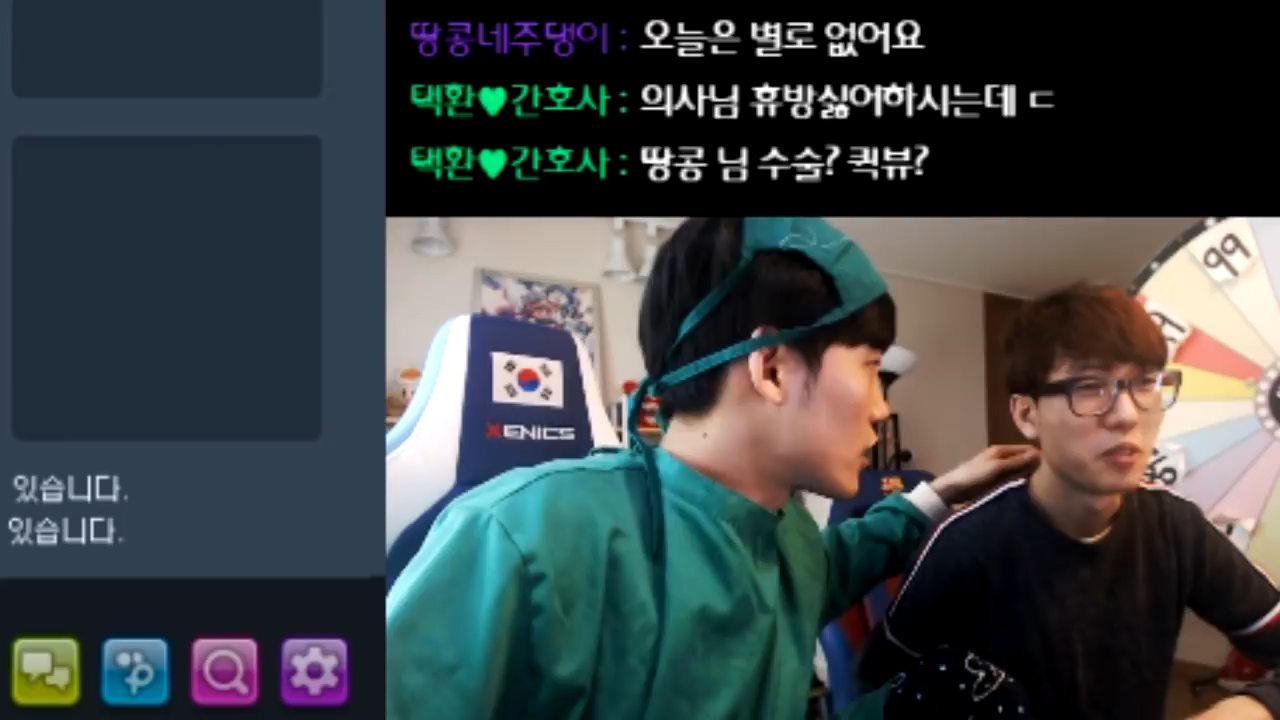 땅콩네주댕이 : 오늘은 별로 없어요
택환♥간호사 : 의사님 휴방싫어하시는데 ㄷ
택환♥간호사 : 땅콩 님 수술? 퀵뷰?
99
XENICS
있습니다.
있습니다.